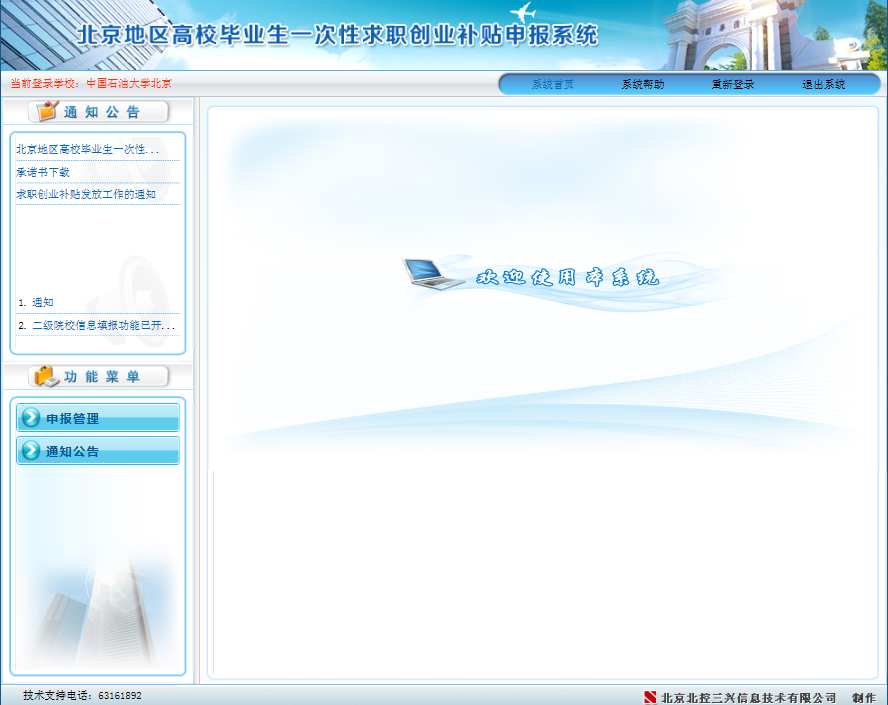 北京地区高校毕业生一次性求职创业补贴申报系统
当前登录学校：中国石油大学北京
系统首页 系统帮助 重新登录 退出系统
通知公告
北京地区高校毕业生一次性...
承诺书下载
求职创业补贴发放工作的通知
1. 通知
2. 二级院校信息填报功能已开...
欢迎使用本系统
功能菜单
申报管理
通知公告
技术支持电话：63161892
北京北控三兴信息技术有限公司 制作